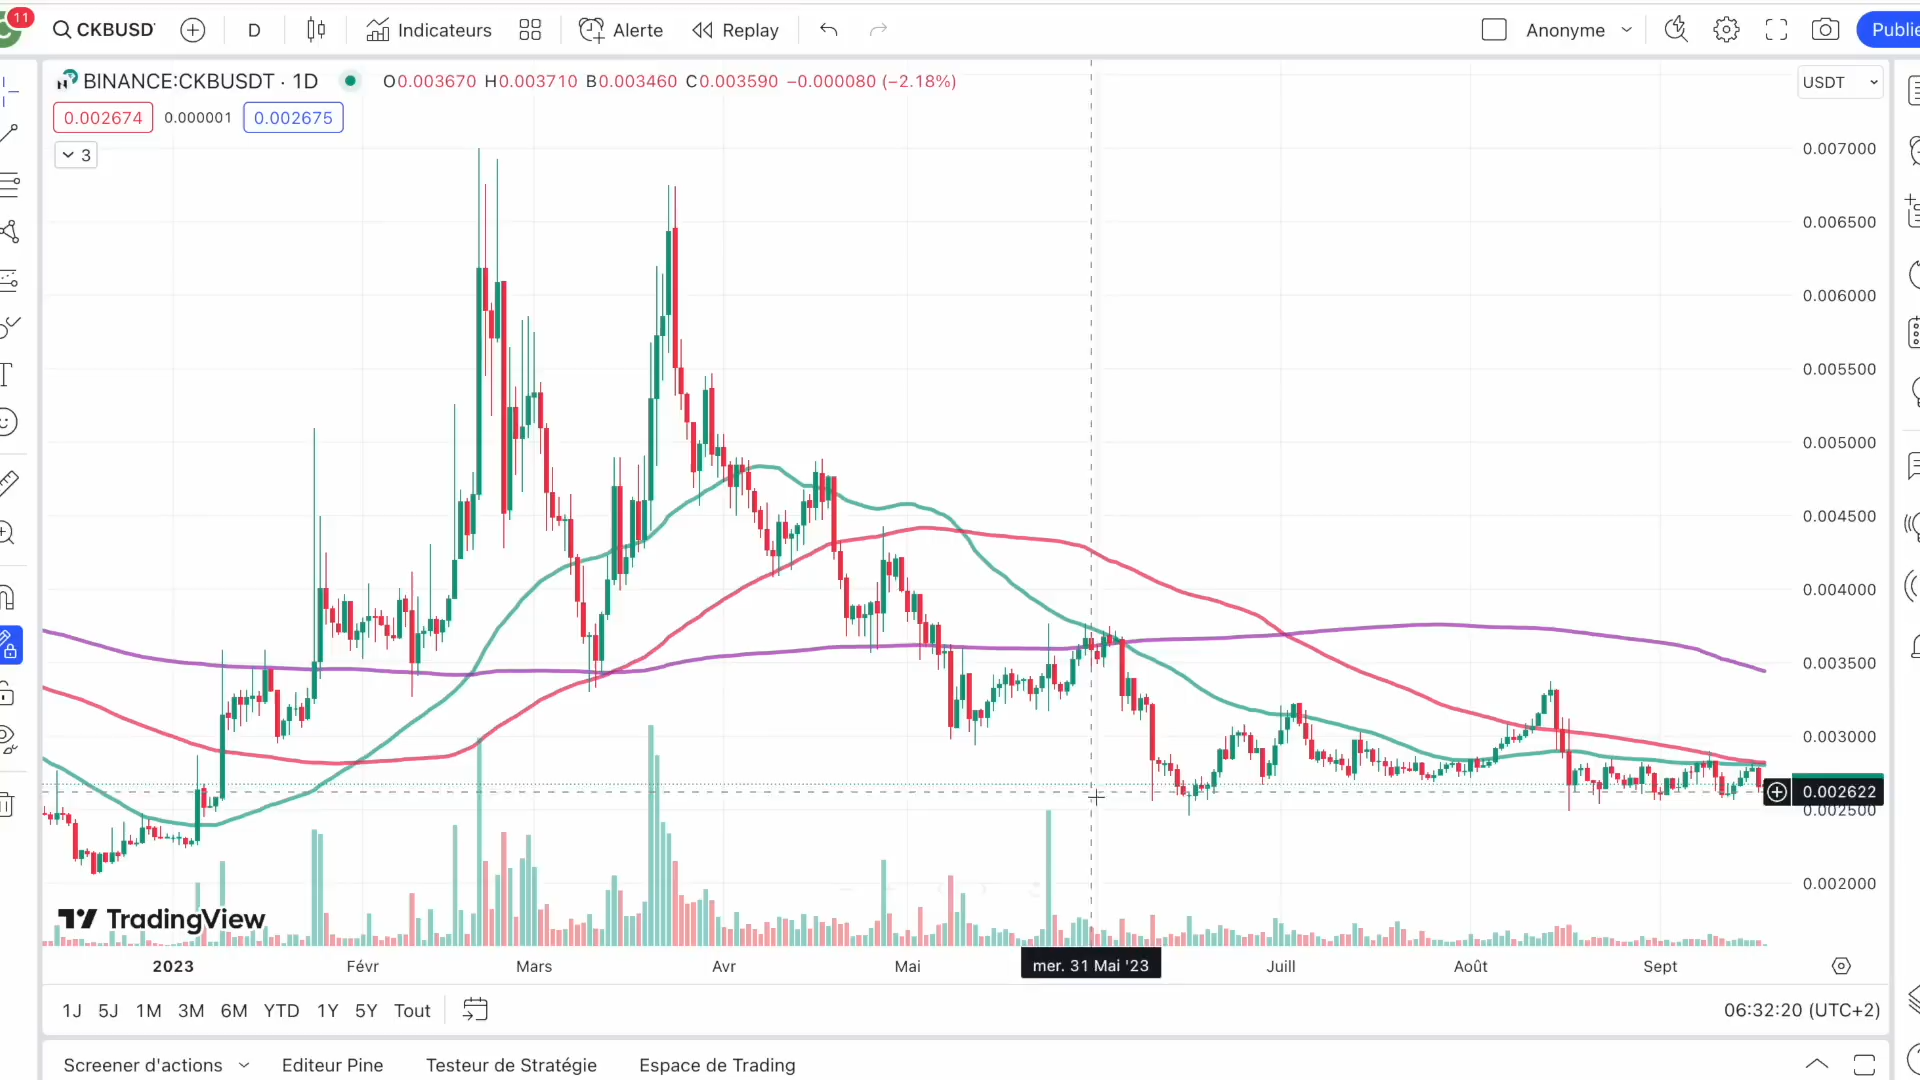 11
CKBUSD
D
Indicateurs
Alerte
Replay
Anonyme
BINANCE:CKBUSDT · 1D
O0.003670 H0.003710 B0.003460 C0.003590 −0.000080 (−2.18%)
USDT
0.002674
0.000001
0.002675
3
0.007000
0.006500
0.006000
0.005500
0.005000
0.004500
0.004000
0.003500
0.003000
0.002622
0.002500
0.002000
TradingView
2023
Févr
Mars
Avr
Mai
mer. 31 Mai '23
Juill
Août
Sept
1J 5J 1M 3M 6M YTD 1Y 5Y Tout
06:32:20 (UTC+2)
Screener d'actions
Editeur Pine
Testeur de Stratégie
Espace de Trading